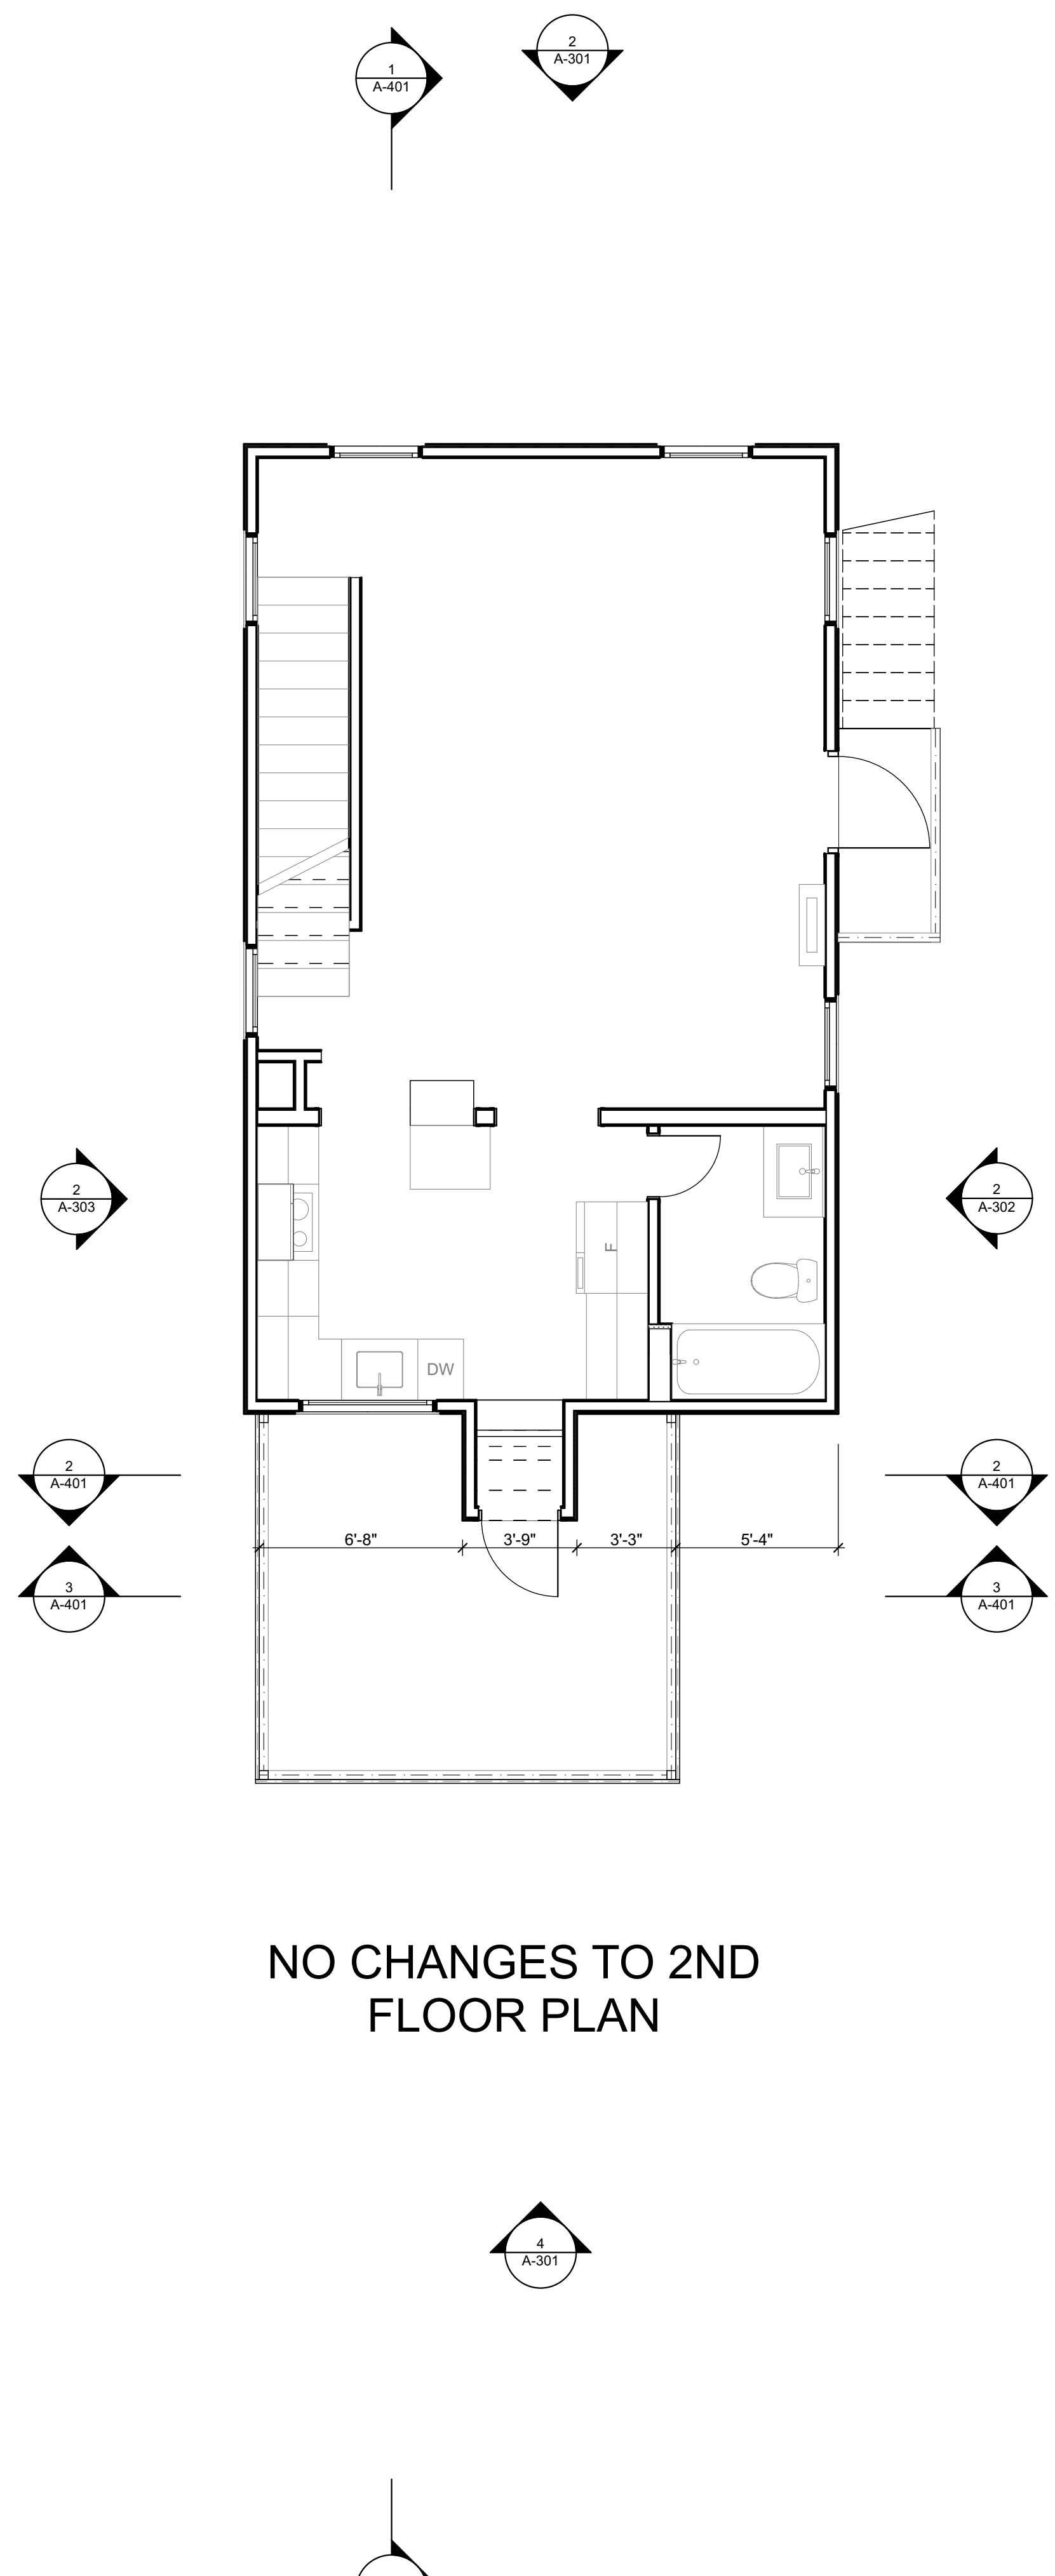 1
A-401
2
A-301
F
2
A-303
2
A-302
DW
2
A-401
2
A-401
6'-8"
3'-9"
3'-3"
5'-4"
3
A-401
3
A-401
NO CHANGES TO 2ND
FLOOR PLAN
4
A-301